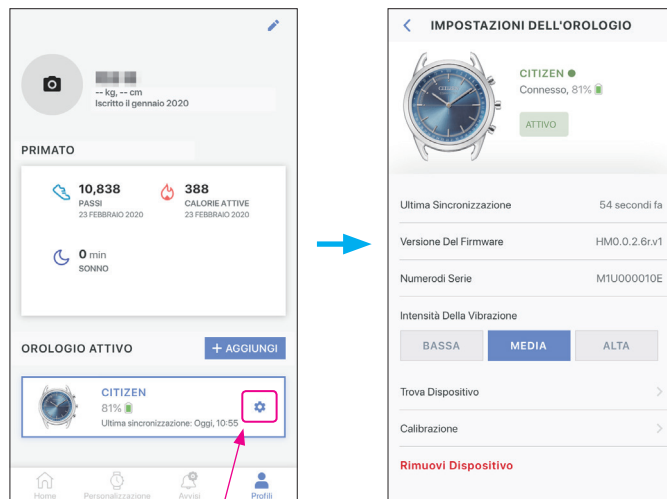 -- kg, -- cm
Iscritto il gennaio 2020
PRIMATO
10,838
PASSI
23 FEBBRAIO 2020
388
CALORIE ATTIVE
23 FEBBRAIO 2020
0 min
SONNO
OROLOGIO ATTIVO
+ AGGIUNGI
CITIZEN
81%
Ultima sincronizzazione: Oggi, 10:55
Home Personalizzazione Avvisi Profili
IMPOSTAZIONI DELL'OROLOGIO
CITIZEN
Connesso, 81%
ATTIVO
Ultima Sincronizzazione 54 secondi fa
Versione Del Firmware HM0.0.2.6r.v1
Numerodi Serie M1U000010E
Intensità Della Vibrazione
BASSA MEDIA ALTA
Trova Dispositivo
Calibrazione
Rimuovi Dispositivo